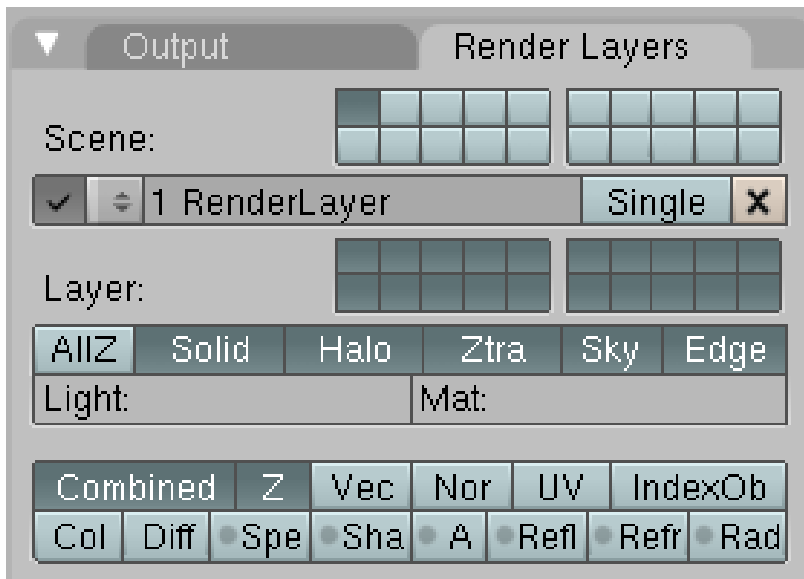 Output Render Layers
Scene:
1 RenderLayer Single X
Layer:
AllZ Solid Halo Ztra Sky Edge
Light: Mat:
Combined Z Vec Nor UV IndexOb
Col Diff Spe Sha A Refl Refr Rad